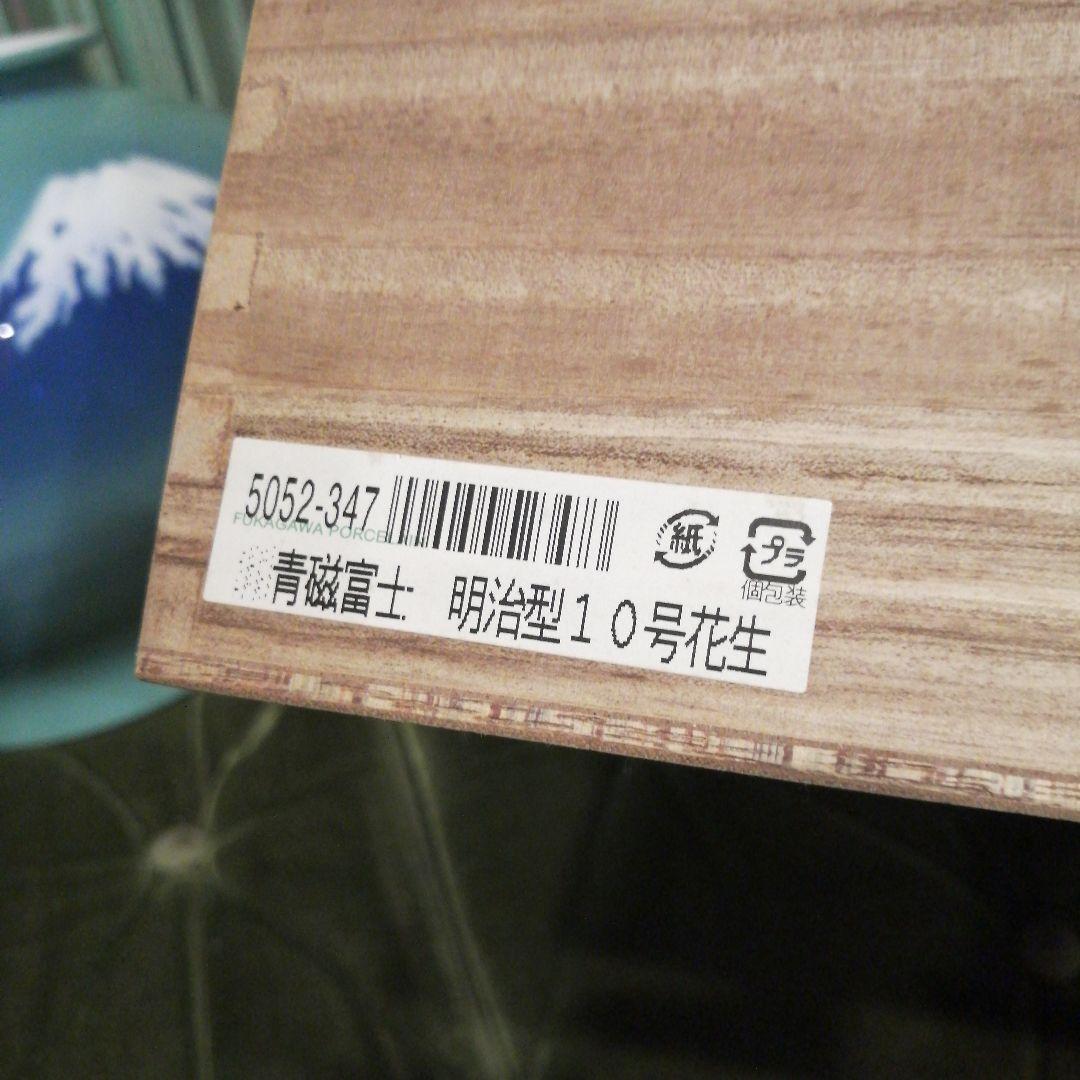 5052-347
FUKAGAWA PORCELAIN
紙
プラ
個包装
青磁富士 明治型１０号花生